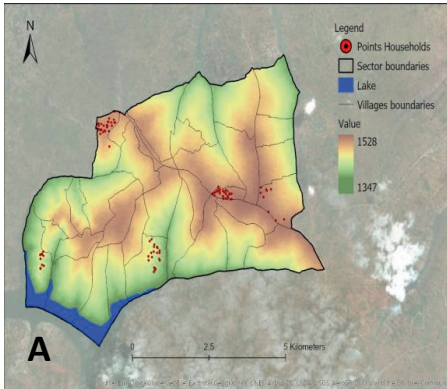 N
Legend
Points Households
Sector boundaries
Lake
Villages boundaries
Value
1528
1347
A
0 2.5 5 Kilometers